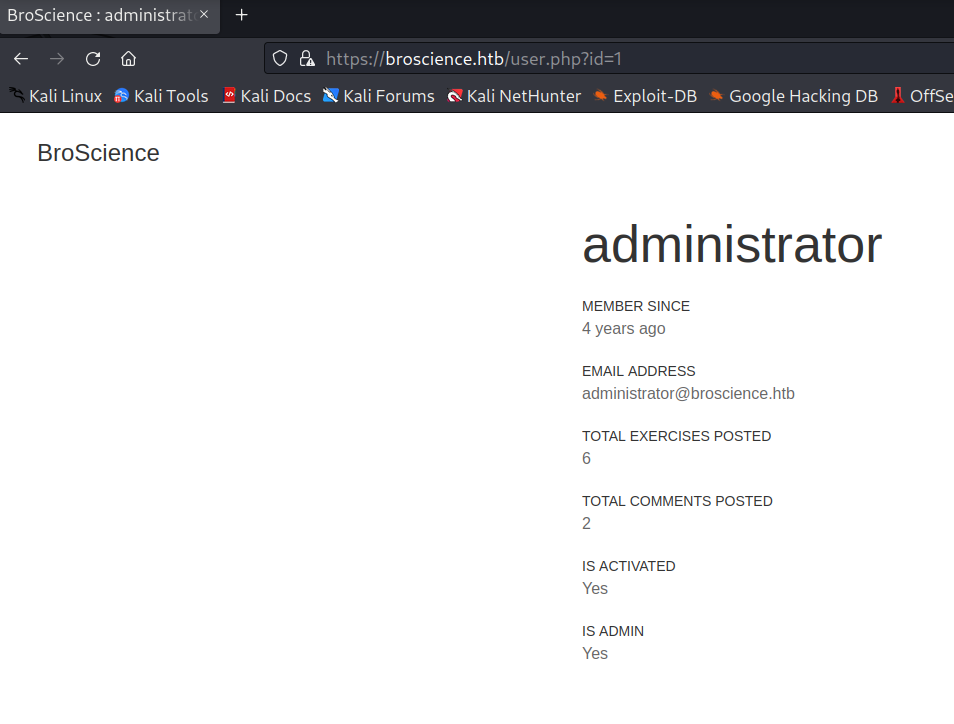 BroScience : administrat
https://broscience.htb/user.php?id=1
Kali Linux Kali Tools Kali Docs Kali Forums Kali NetHunter Exploit-DB Google Hacking DB OffSe
BroScience
administrator
MEMBER SINCE
4 years ago
EMAIL ADDRESS
administrator@broscience.htb
TOTAL EXERCISES POSTED
6
TOTAL COMMENTS POSTED
2
IS ACTIVATED
Yes
IS ADMIN
Yes